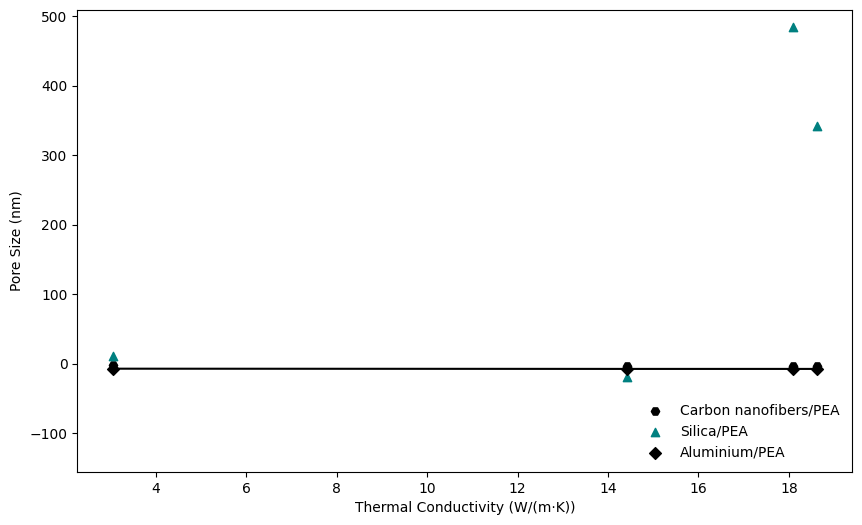 500
400
300
200
100
0
−100
Pore Size (nm)
4 6 8 10 12 14 16 18
Thermal Conductivity (W/(m·K))
Carbon nanofibers/PEA
Silica/PEA
Aluminium/PEA